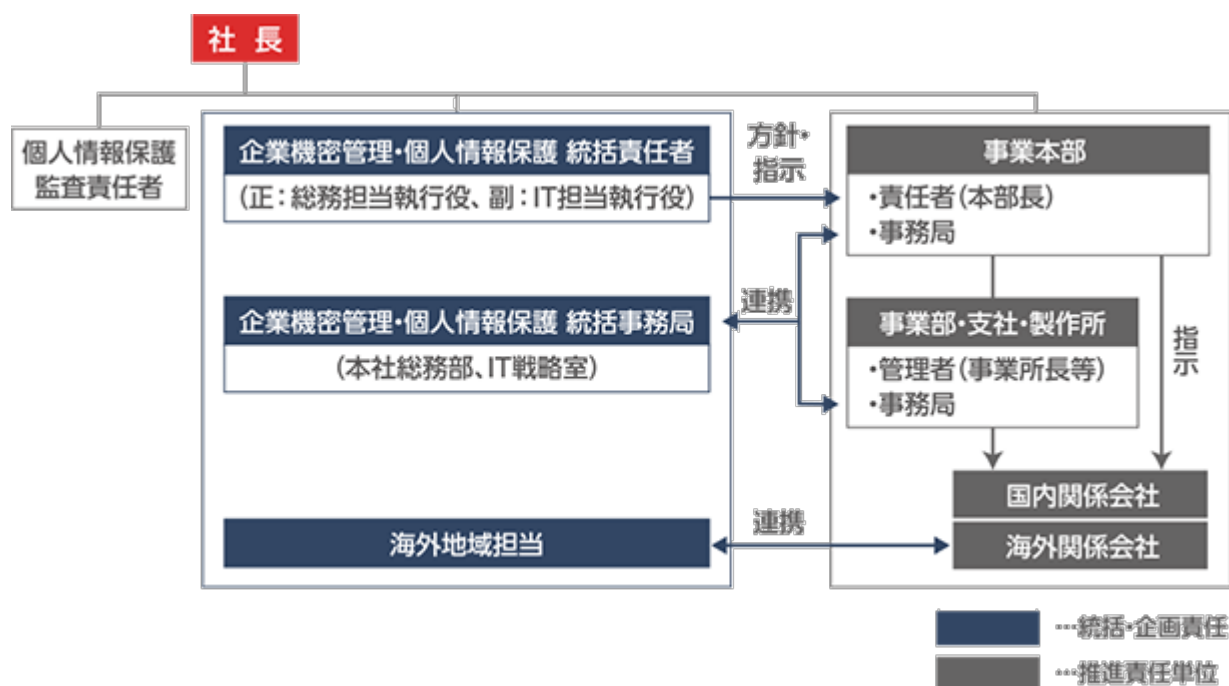 社 長
個人情報保護
監査責任者
企業機密管理・個人情報保護 統括責任者
(正：総務担当執行役、副：IT担当執行役)
方針・
指示
事業本部
・責任者(本部長)
・事務局
連携
企業機密管理・個人情報保護 統括事務局
(本社総務部、IT戦略室)
事業部・支社・製作所
・管理者(事業所長等)
・事務局
指示
国内関係会社
海外地域担当
連携
海外関係会社
…統括・企画責任
…推進責任単位